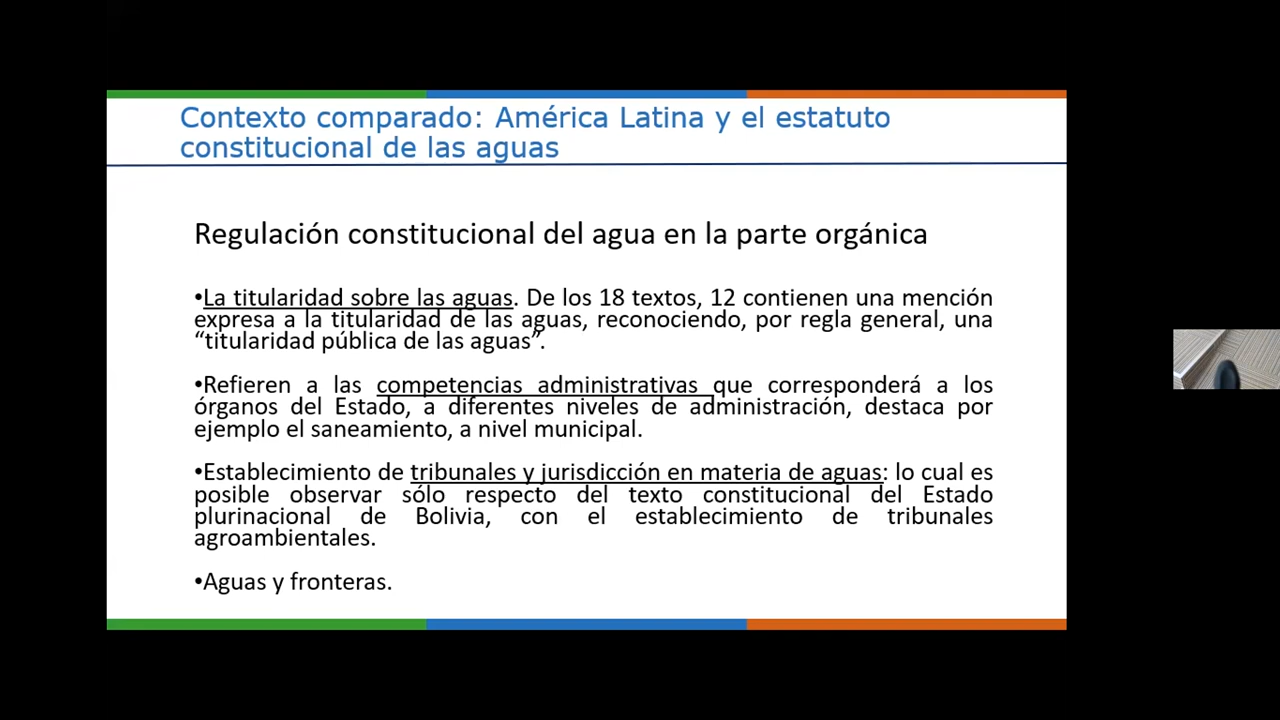 Contexto comparado: América Latina y el estatuto
constitucional de las aguas
Regulación constitucional del agua en la parte orgánica
•La titularidad sobre las aguas. De los 18 textos, 12 contienen una mención
expresa a la titularidad de las aguas, reconociendo, por regla general, una
“titularidad pública de las aguas”.
•Refieren a las competencias administrativas que corresponderá a los
órganos del Estado, a diferentes niveles de administración, destaca por
ejemplo el saneamiento, a nivel municipal.
•Establecimiento de tribunales y jurisdicción en materia de aguas: lo cual es
posible observar sólo respecto del texto constitucional del Estado
plurinacional de Bolivia, con el establecimiento de tribunales
agroambientales.
•Aguas y fronteras.